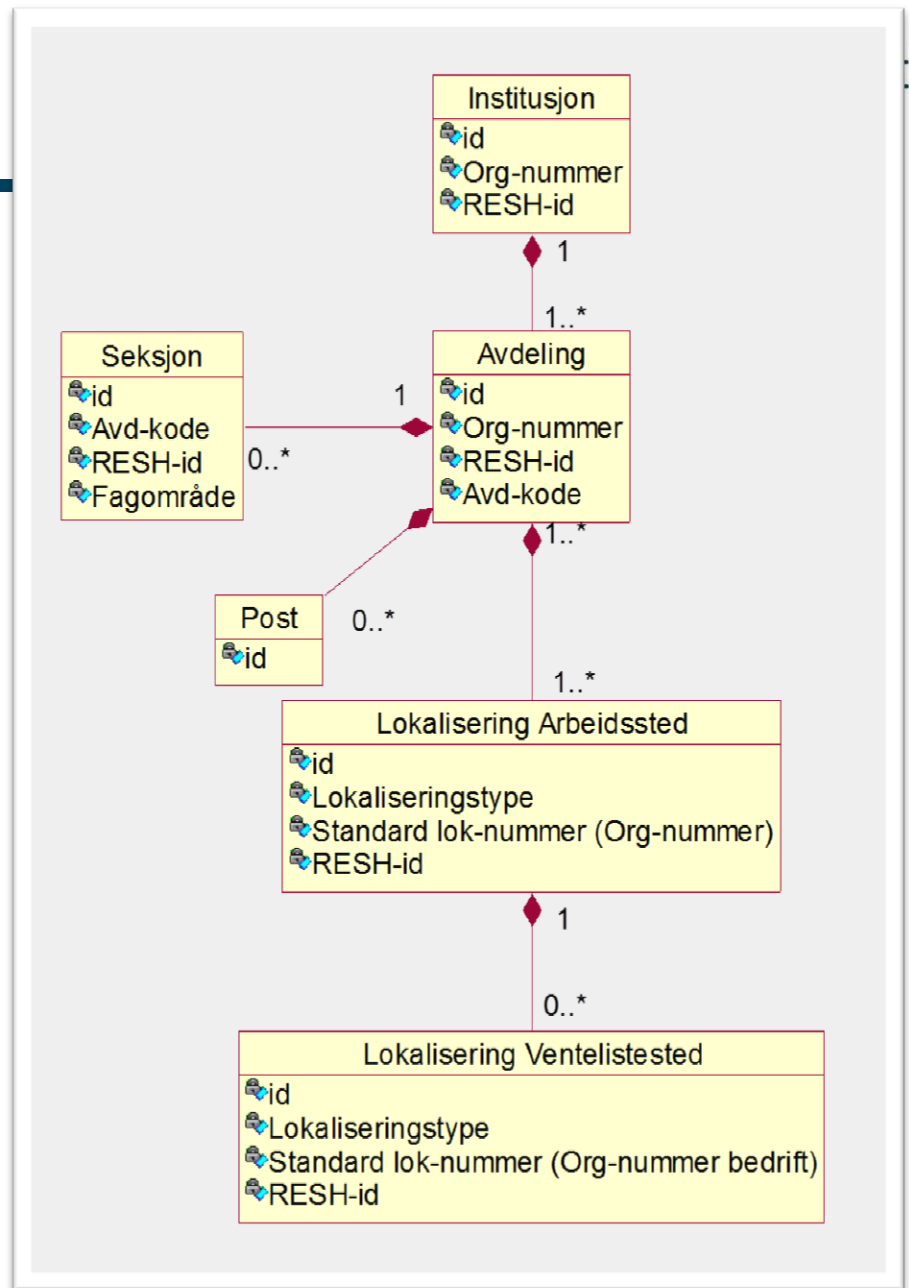 Institusjon
id
Org-nummer
RESH-id
1
1..*
Avdeling
id
Org-nummer
RESH-id
Avd-kode
Seksjon
id
Avd-kode
RESH-id
Fagområde
1
0..*
Post
id
0..*
1..*
1..*
Lokalisering Arbeidssted
id
Lokaliseringstype
Standard lok-nummer (Org-nummer)
RESH-id
1
0..*
Lokalisering Ventelistested
id
Lokaliseringstype
Standard lok-nummer (Org-nummer bedrift)
RESH-id